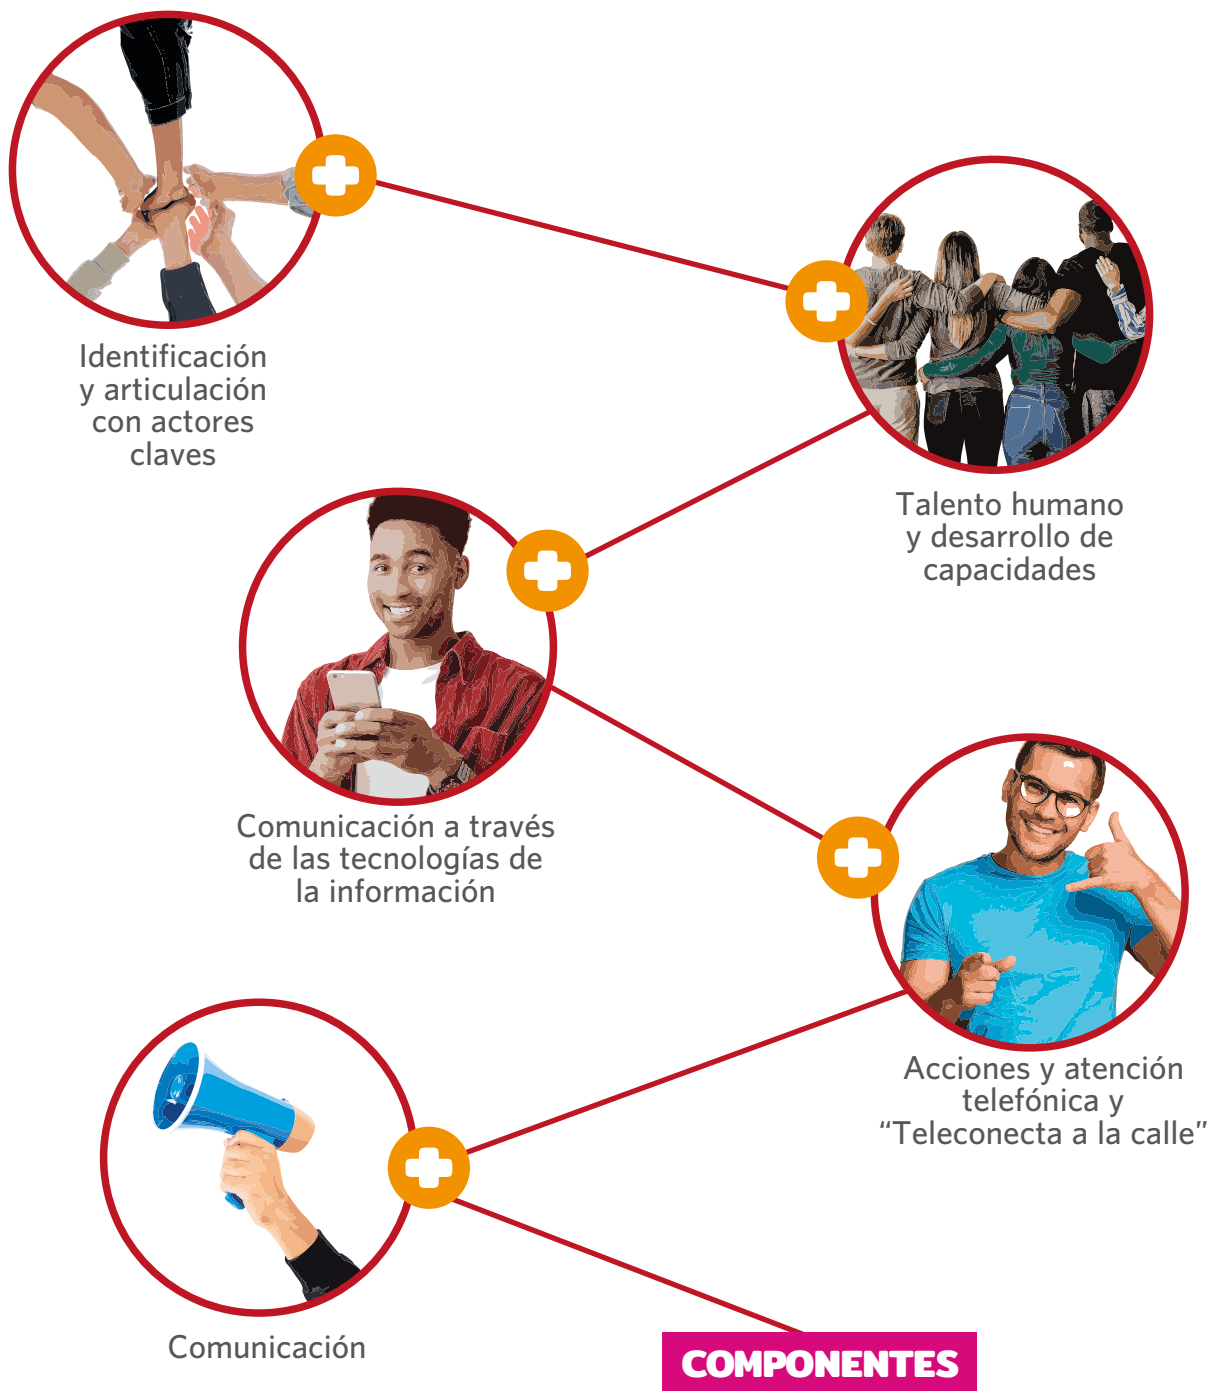 Identificación
y articulación
con actores
claves
Talento humano
y desarrollo de
capacidades
Comunicación a través
de las tecnologías de
la información
Acciones y atención
telefónica y
“Teleconecta a la calle”
Comunicación
COMPONENTES